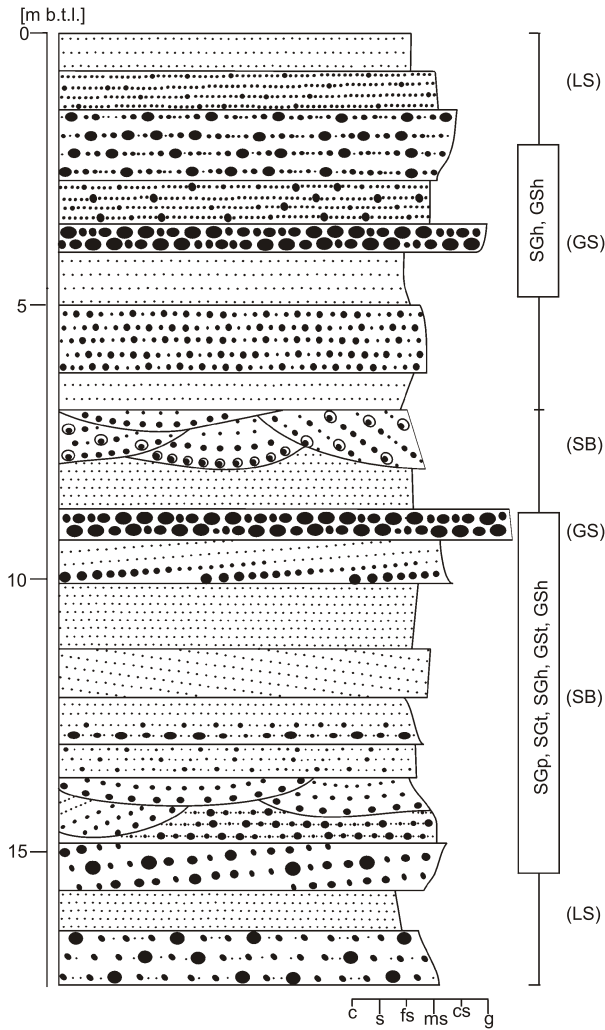 [m b.t.l.]
0
(LS)
SGh, GSh
(GS)
5
(SB)
(GS)
10
SGp, SGt, SGh, GSt, GSh
(SB)
15
(LS)
c s fs ms cs g